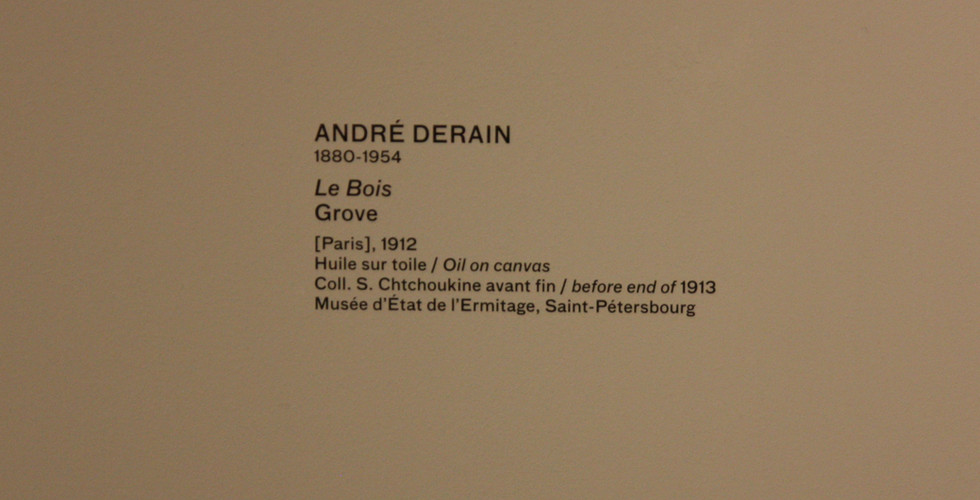 ANDRÉ DERAIN
1880-1954
Le Bois
Grove
[Paris], 1912
Huile sur toile / Oil on canvas
Coll. S. Chtchoukine avant fin / before end of 1913
Musée d'État de l'Ermitage, Saint-Pétersbourg